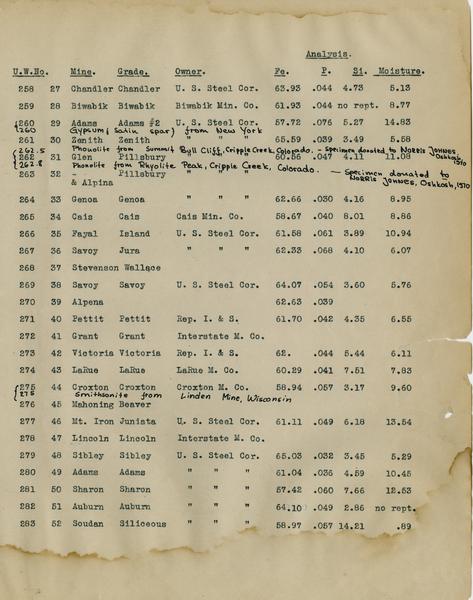 Analysis.
U.W.No. Mine. Grade. Owner. Fe. P. Si. Moisture.
258 27 Chandler Chandler U. S. Steel Cor. 63.93 .044 4.73 5.13
259 28 Biwabik Biwabik Biwabik Min. Co. 61.93 .044 no rept. 8.77
260 29 Adams Adams #2 U. S. Steel Cor. 57.72 .076 5.27 14.83
260 Gypsum (Satin spar) from New York
261 30 Zenith Zenith " " " 65.59 .039 3.49 5.58
262.5 Phonolite from Summit Bull Cliff, Cripple Creek, Colorado. - Specimen donated to NORRIS JOHNES, Oshkosh, 1510
262 31 Glen Pillsbury " " " 60.56 .047 4.11 11.08
262.8 Phonolite from Rhyolite Peak, Cripple Creek, Colorado. - Specimen donated to NORRIS JOHNES, Oshkosh, 1510
263 32 - Pillsbury " "
& Alpina
264 33 Genoa Genoa " " " 62.66 .030 4.16 8.95
265 34 Cais Cais Cais Min. Co. 58.67 .040 8.01 8.86
266 35 Fayal Island U. S. Steel Cor. 61.58 .061 3.89 10.94
267 36 Savoy Jura " " " 62.33 .068 4.10 6.07
268 37 Stevenson Wallace
269 38 Savoy Savoy U. S. Steel Cor. 64.07 .054 3.60 5.76
270 39 Alpena 62.63 .039
271 40 Pettit Pettit Rep. I. & S. 61.70 .042 4.35 6.55
272 41 Grant Grant Interstate M. Co.
273 42 Victoria Victoria Rep. I. & S. 62. .044 5.44 6.11
274 43 LaRue LaRue LaRue M. Co. 60.29 .041 7.51 7.83
275 44 Croxton Croxton Croxton M. Co. 58.94 .057 3.17 9.60
275 Smithsonite from Linden Mine, Wisconsin
276 45 Mahoning Beaver
277 46 Mt. Iron Juniata U. S. Steel Cor. 61.11 .049 6.18 13.54
278 47 Lincoln Lincoln Interstate M. Co.
279 48 Sibley Sibley U. S. Steel Cor. 65.03 .032 3.45 5.29
280 49 Adams Adams " " " 61.04 .036 4.59 10.45
281 50 Sharon Sharon " " " 57.42 .060 7.66 12.53
282 51 Auburn Auburn " " " 64.10 .049 2.86 no rept.
283 52 Soudan Siliceous " " " 58.97 .057 14.21 .89